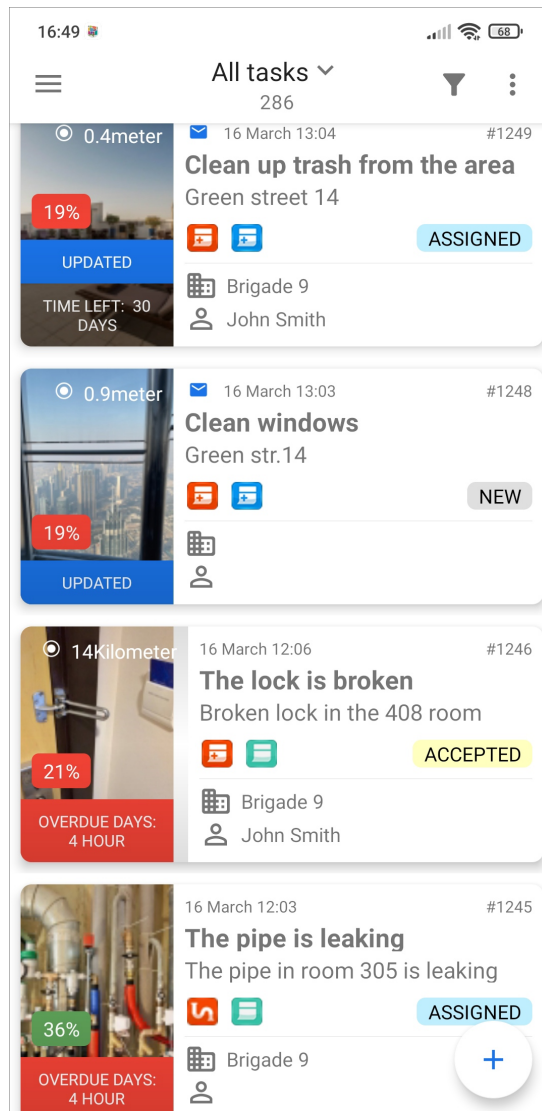 16:49
68
All tasks
286
0.4meter
16 March 13:04
#1249
Clean up trash from the area
Green street 14
19%
ASSIGNED
UPDATED
TIME LEFT: 30
DAYS
Brigade 9
John Smith
0.9meter
16 March 13:03
#1248
Clean windows
Green str.14
19%
NEW
UPDATED
14Kilometer
16 March 12:06
#1246
The lock is broken
Broken lock in the 408 room
21%
ACCEPTED
OVERDUE DAYS:
4 HOUR
Brigade 9
John Smith
16 March 12:03
#1245
The pipe is leaking
The pipe in room 305 is leaking
36%
ASSIGNED
OVERDUE DAYS:
4 HOUR
Brigade 9